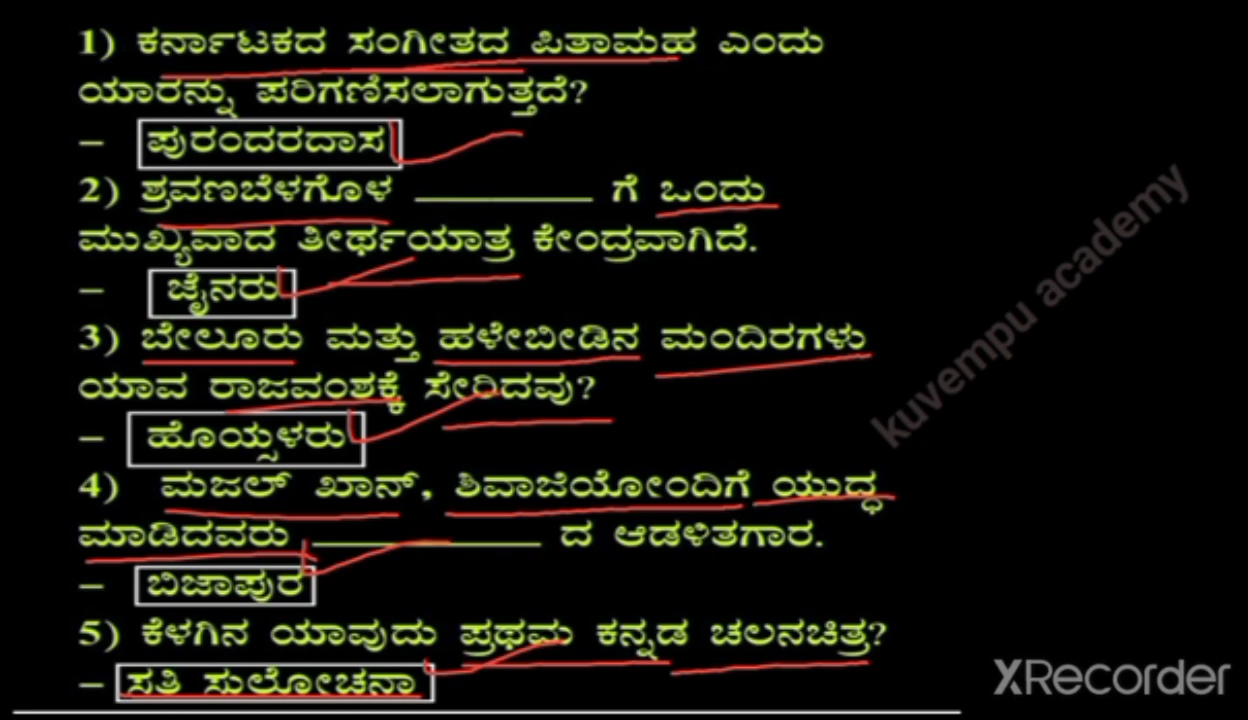 1) ಕರ್ನಾಟಕದ ಸಂಗೀತದ ಪಿತಾಮಹ ಎಂದು
ಯಾರನ್ನು ಪರಿಗಣಿಸಲಾಗುತ್ತದೆ?
– ಪುರಂದರದಾಸ
2) ಶ್ರವಣಬೆಳಗೊಳ __________ ಗೆ ಒಂದು
ಮುಖ್ಯವಾದ ತೀರ್ಥಯಾತ್ರ ಕೇಂದ್ರವಾಗಿದೆ.
– ಜೈನರು
3) ಬೇಲೂರು ಮತ್ತು ಹಳೇಬೀಡಿನ ಮಂದಿರಗಳು
ಯಾವ ರಾಜವಂಶಕ್ಕೆ ಸೇರಿದವು?
– ಹೊಯ್ಸಳರು
4) ಮಜಲ್ ಖಾನ್, ಶಿವಾಜಿಯೋಂದಿಗೆ ಯುದ್ಧ
ಮಾಡಿದವರು ____________ ದ ಆಡಳಿತಗಾರ.
– ಬಿಜಾಪುರ
5) ಕೆಳಗಿನ ಯಾವುದು ಪ್ರಥಮ ಕನ್ನಡ ಚಲನಚಿತ್ರ?
– ಸತಿ ಸುಲೋಚನಾ
kuvempu academy
XRecorder